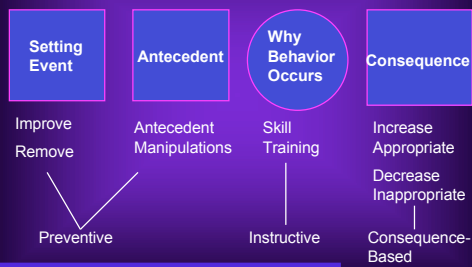 Setting
Event
Antecedent
Why
Behavior
Occurs
Consequence
Improve
Remove
Antecedent
Manipulations
Skill
Training
Increase
Appropriate
Decrease
Inappropriate
Preventive
Instructive
Consequence-
Based